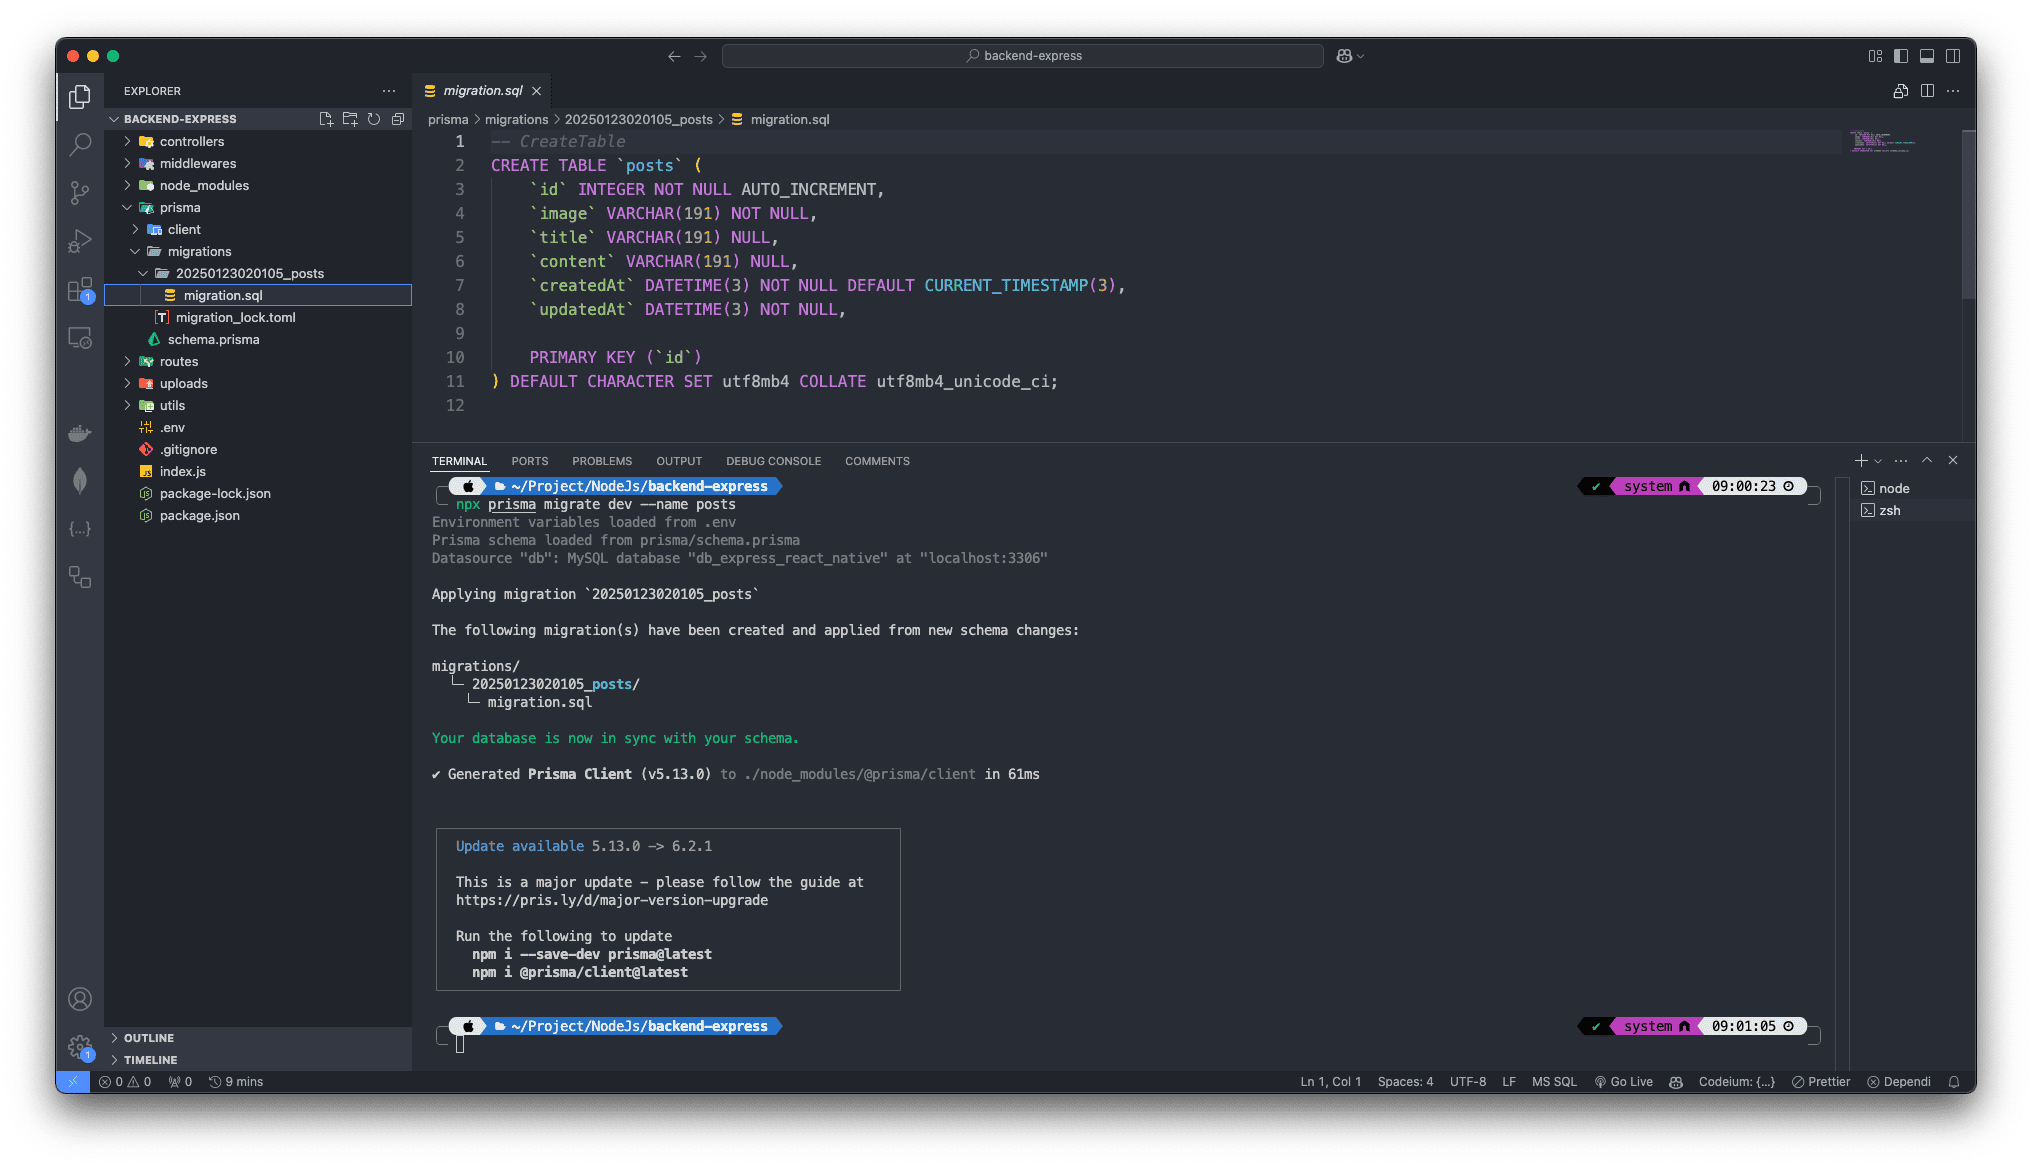 backend-express
EXPLORER
BACKEND-EXPRESS
controllers
middlewares
node_modules
prisma
client
migrations
20250123020105_posts
migration.sql
migration_lock.toml
schema.prisma
routes
uploads
utils
.env
.gitignore
index.js
package-lock.json
package.json
OUTLINE
TIMELINE
migration.sql
prisma > migrations > 20250123020105_posts > migration.sql
1 -- CreateTable
2 CREATE TABLE `posts` (
3 `id` INTEGER NOT NULL AUTO_INCREMENT,
4 `image` VARCHAR(191) NOT NULL,
5 `title` VARCHAR(191) NULL,
6 `content` VARCHAR(191) NULL,
7 `createdAt` DATETIME(3) NOT NULL DEFAULT CURRENT_TIMESTAMP(3),
8 `updatedAt` DATETIME(3) NOT NULL,
9
10 PRIMARY KEY (`id`)
11 ) DEFAULT CHARACTER SET utf8mb4 COLLATE utf8mb4_unicode_ci;
12
TERMINAL PORTS PROBLEMS OUTPUT DEBUG CONSOLE COMMENTS
~/Project/NodeJs/backend-express ✔ system 09:00:23
npx prisma migrate dev --name posts
Environment variables loaded from .env
Prisma schema loaded from prisma/schema.prisma
Datasource "db": MySQL database "db_express_react_native" at "localhost:3306"
Applying migration `20250123020105_posts`
The following migration(s) have been created and applied from new schema changes:
migrations/
└─ 20250123020105_posts/
└─ migration.sql
Your database is now in sync with your schema.
✔ Generated Prisma Client (v5.13.0) to ./node_modules/@prisma/client in 61ms
Update available 5.13.0 -> 6.2.1
This is a major update - please follow the guide at
https://pris.ly/d/major-version-upgrade
Run the following to update
npm i --save-dev prisma@latest
npm i @prisma/client@latest
~/Project/NodeJs/backend-express ✔ system 09:01:05
node
zsh
1
1
0 0 0 9 mins
Ln 1, Col 1 Spaces: 4 UTF-8 LF MS SQL Go Live Codeium: {...} Prettier Dependi